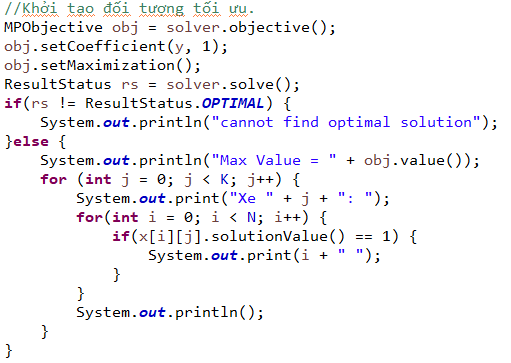 //Khởi tạo đối tượng tối ưu.
MPObjective obj = solver.objective();
obj.setCoefficient(y, 1);
obj.setMaximization();
ResultStatus rs = solver.solve();
if(rs != ResultStatus.OPTIMAL) {
System.out.println("cannot find optimal solution");
}else {
System.out.println("Max Value = " + obj.value());
for (int j = 0; j < K; j++) {
System.out.print("Xe " + j + ": ");
for(int i = 0; i < N; i++) {
if(x[i][j].solutionValue() == 1) {
System.out.print(i + " ");
}
}
System.out.println();
}
}